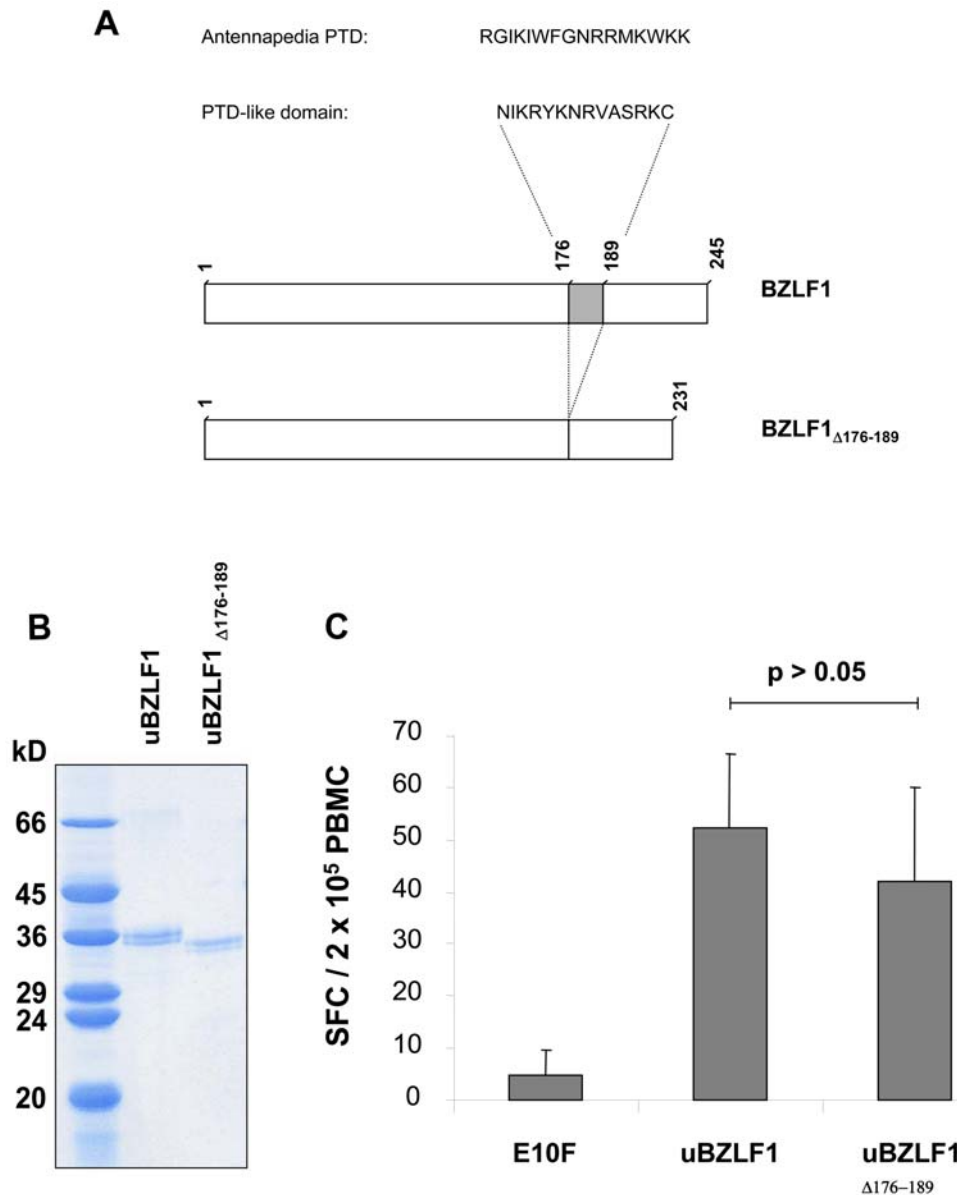 A
Antennapedia PTD: RGIKIWFGNRRMKWKK
PTD-like domain: NIKRYKNRVASRKC
1 176 189 245
BZLF1
1 231
BZLF1Δ176-189
B
uBZLF1
uBZLF1 Δ176-189
kD
66
45
36
29
24
20
C
p > 0.05
SFC / 2 x 10⁵ PBMC
70
60
50
40
30
20
10
0
E10F uBZLF1 uBZLF1
Δ176–189